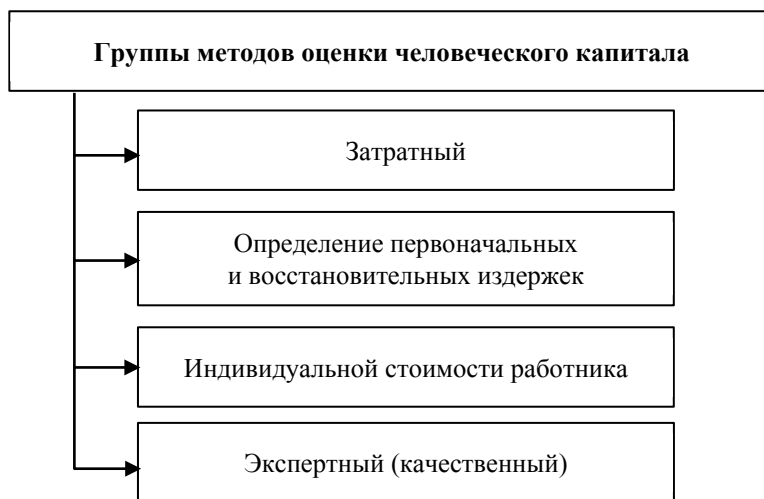 Группы методов оценки человеческого капитала
Затратный
Определение первоначальных
и восстановительных издержек
Индивидуальной стоимости работника
Экспертный (качественный)